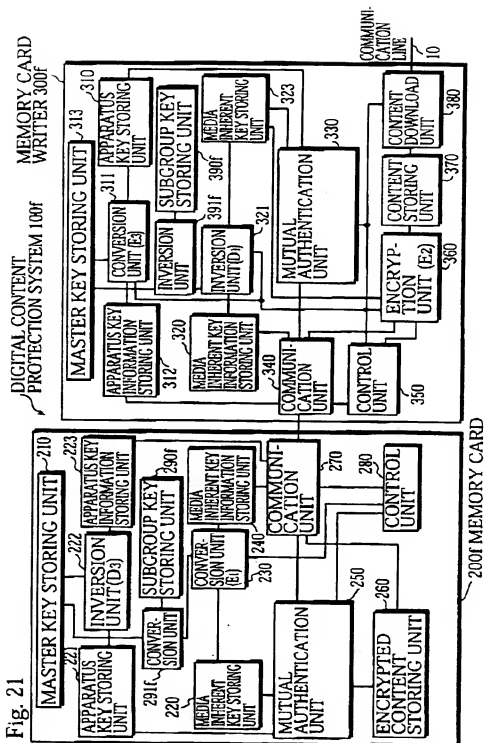 Fig. 21
DIGITAL CONTENT
PROTECTION SYSTEM 100f
MEMORY CARD
WRITER 300f
210
MASTER KEY STORING UNIT
221
APPARATUS KEY STORING
UNIT
222
INVERSION
UNIT(D3)
223
APPARATUS KEY
INFORMATION
STORING UNIT
291f
CONVER-
SION UNIT
SUBGROUP KEY
STORING UNIT
290f
220
MEDIA
INHERENT KEY STORING
UNIT
CONVER-
SION UNIT(E1)
230
MEDIA
INHERENT KEY
INFORMATION
STORING UNIT
240
MUTUAL AUTHENTICATION
UNIT
250
COMMUNI-
CATION
UNIT
270
ENCRYPTED
CONTENT
STORING UNIT
260
CONTROL
UNIT
280
200f MEMORY CARD
313
MASTER KEY STORING UNIT
312
APPARATUS KEY
INFORMATION
STORING UNIT
311
CONVERSION
UNIT (E3)
310
APPARATUS
KEY STORING
UNIT
INVERSION
UNIT
391f
SUBGROUP KEY
STORING UNIT
390f
320
MEDIA
INHERENT KEY
INFORMATION
STORING UNIT
INVERSION
UNIT(D1)
321
MEDIA
INHERENT KEY
STORING UNIT
323
340
COMMUNI-
CATION
UNIT
MUTUAL
AUTHENTICATION
UNIT
330
350
CONTROL
UNIT
ENCRYP-
TION
UNIT (E2)
360
CONTENT
STORING UNIT
370
CONTENT
DOWNLOAD
UNIT
380
COMMUNICATION
LINE
10